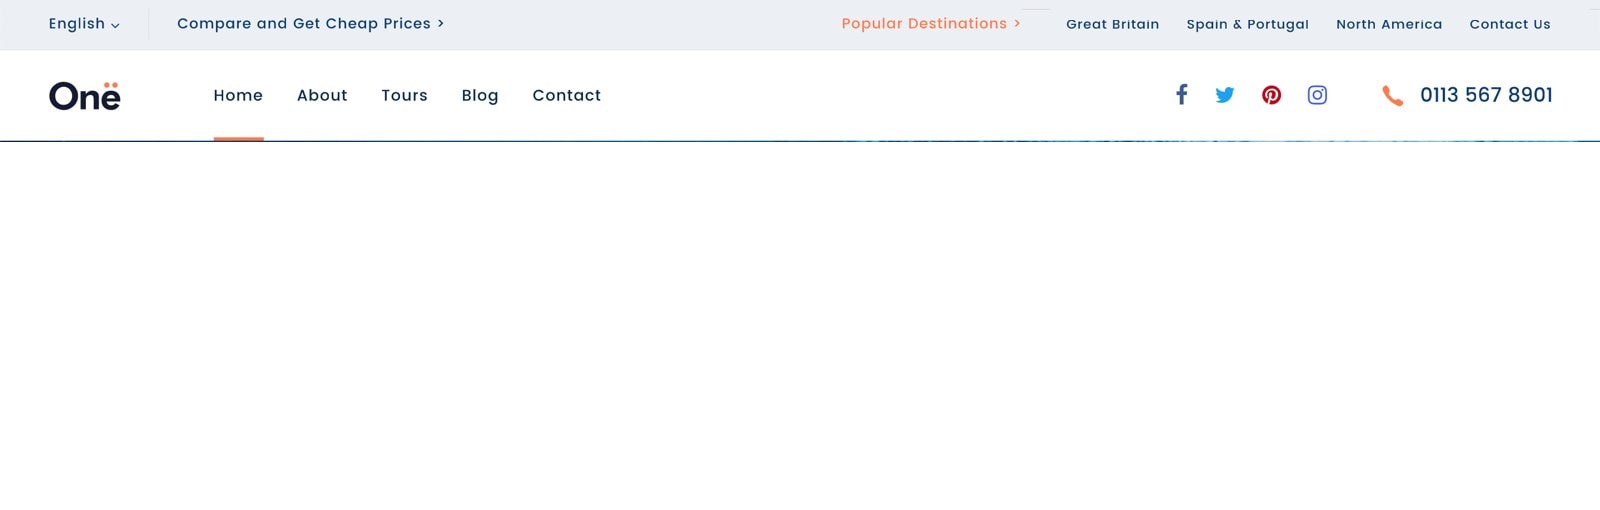 English
Compare and Get Cheap Prices >
Popular Destinations >
Great Britain
Spain & Portugal
North America
Contact Us
Onë
Home
About
Tours
Blog
Contact
0113 567 8901